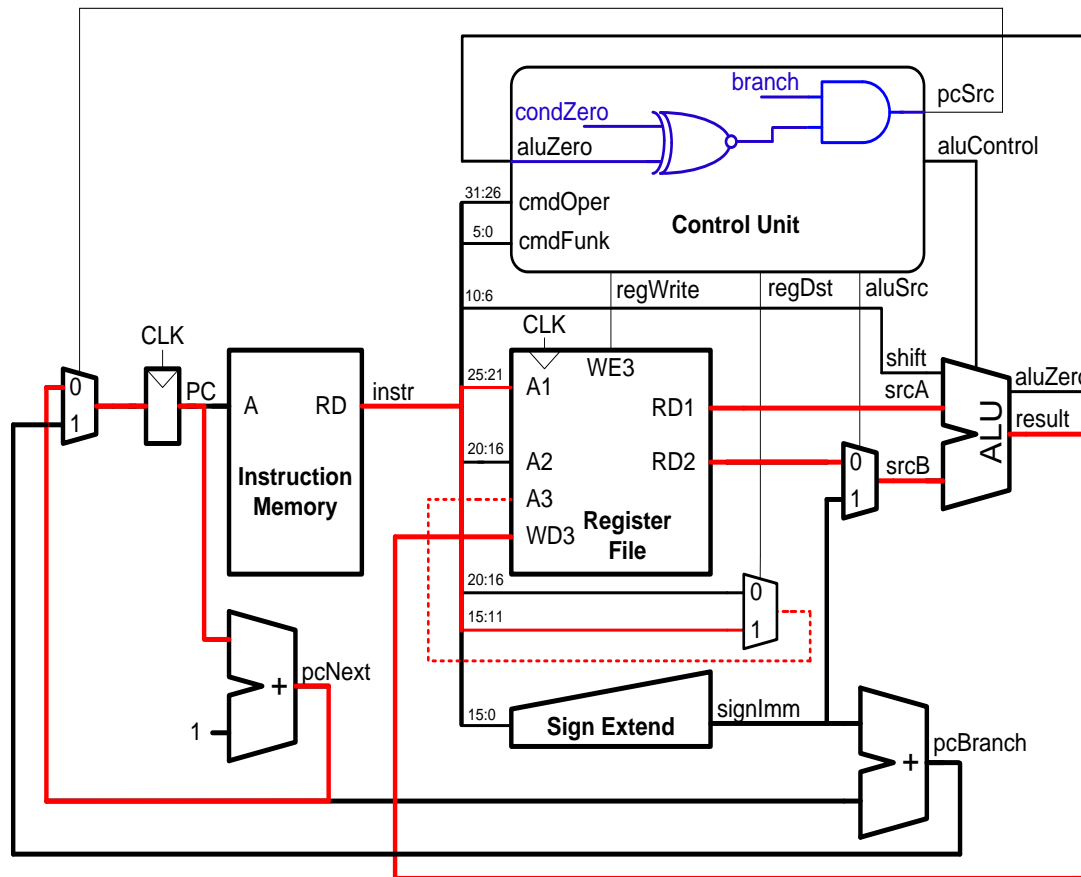 branch
pcSrc
condZero
aluZero
aluControl
31:26
cmdOper
Control Unit
5:0
cmdFunk
regWrite
regDst
aluSrc
10:6
CLK
CLK
shift
WE3
0
PC
instr
25:21
A1
srcA
aluZero
A
RD
RD1
1
result
ALU
20:16
A2
RD2
0
srcB
Instruction
Memory
A3
1
WD3
Register
File
20:16
0
15:11
1
pcNext
+
signImm
15:0
Sign Extend
1
pcBranch
+